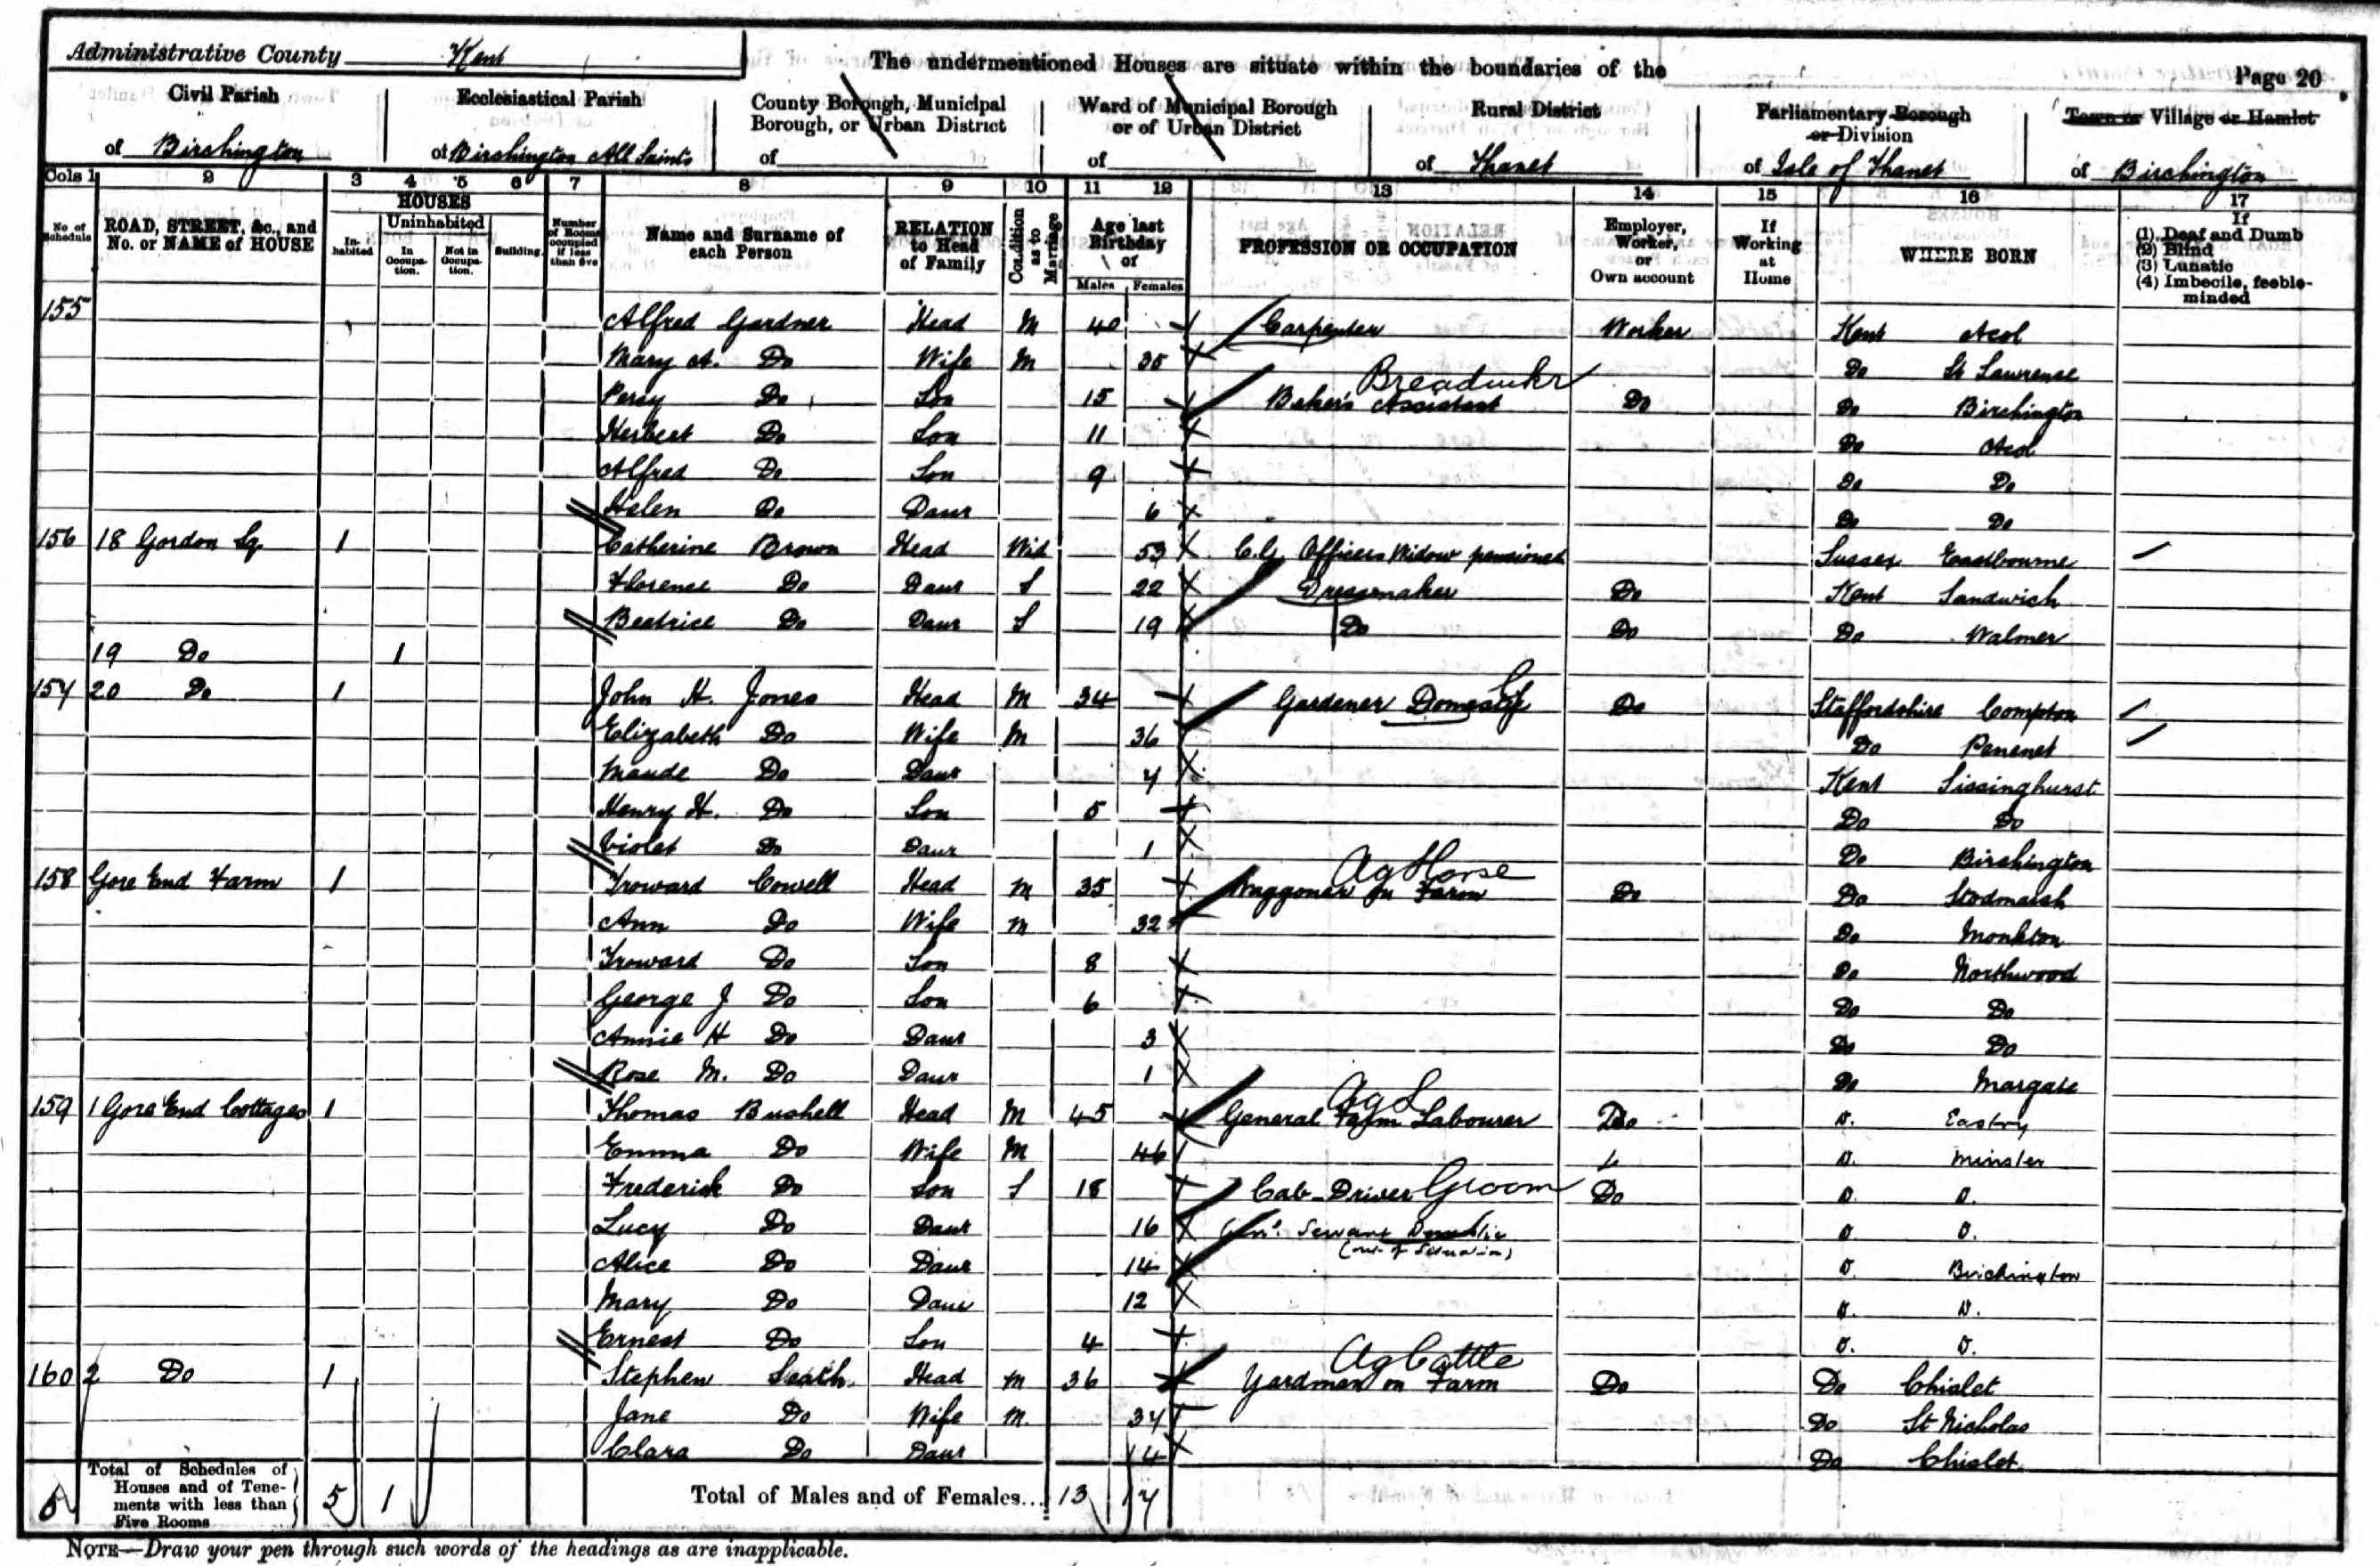 Administrative County Kent
The undermentioned Houses are situate within the boundaries of the
Page 20
Civil Parish of Birchington
Ecclesiastical Parish of Birchington All Saints
County Borough, Municipal Borough, or Urban District of
Ward of Municipal Borough or of Urban District of
Rural District of Thanet
Parliamentary Borough or Division of Isle of Thanet
Town or Village or Hamlet of Birchington
Cols 1 2 3 4 5 6 7 8 9 10 11 12 13 14 15 16 17
No of Schedule
ROAD, STREET, &c., and No. or NAME of HOUSE
HOUSES
Inhabited
Uninhabited
In Occupation.
Not in Occupation.
Building.
Number of Rooms occupied if less than five
Name and Surname of each Person
RELATION to Head of Family
Condition as to Marriage
Age last Birthday of
Males Females
PROFESSION OR OCCUPATION
Employer, Worker, or Own account
If Working at Home
WHERE BORN
If
(1) Deaf and Dumb
(2) Blind
(3) Lunatic
(4) Imbecile, feeble-minded
155 Alfred Gardner Head M 40 Carpenter Worker Kent Acol
Mary A. Do Wife M 35 Do St Lawrence
Percy Do Son 15 Baker's Assistant Breadmkr Do Do Birchington
Herbert Do Son 11 Do Acol
Alfred Do Son 9 Do Do
Helen Do Daur 6 Do Do
156 18 Gordon Sq. 1 Catherine Brown Head Wid 53 C.G. Officers Widow pensioned Sussex Eastbourne
Florence Do Daur S 22 Dressmaker Do Kent Sandwich
Beatrice Do Daur S 19 Do Do Do Walmer
19 Do 1
157 20 Do 1 John H. Jones Head M 34 Gardener Domestic Do Staffordshire Compton
Elizabeth Do Wife M 36 Do
Maude Do Daur 7 Kent Sissinghurst
Henry H. Do Son 5 Do Do
Violet Do Daur 1 Do Birchington
158 Gore End Farm 1 Troward Cowell Head M 35 Waggoner on Farm Ag Horse Do Do Stodmarsh
Ann Do Wife M 32 Do Monkton
Troward Do Son 8 Do Northwood
George J Do Son 6 Do Do
Annie H Do Daur 3 Do Do
Rose M. Do Daur 1 Do Margate
159 1 Gore End Cottages 1 Thomas Bushell Head M 45 General Farm Labourer Ag L Do D. Eastry
Emma Do Wife M 46 D. Minster
Frederick Do Son S 18 Cab-Driver Groom Do D. D.
Lucy Do Daur 16 Genl. Servant Domestic (out of Situation) D D.
Alice Do Daur 14 D. Birchington
Mary Do Daur 12 D. D.
Ernest Do Son 4 D. D.
160 2 Do 1 Stephen Seath Head M 36 Yardman on Farm Ag Cattle Do Do Chislet
Jane Do Wife M. 37 Do St Nicholas
Clara Do Daur 14 Do Chislet
Total of Schedules of Houses and of Tenements with less than Five Rooms 5 1
Total of Males and of Females... 13 17
NOTE—Draw your pen through such words of the headings as are inapplicable.